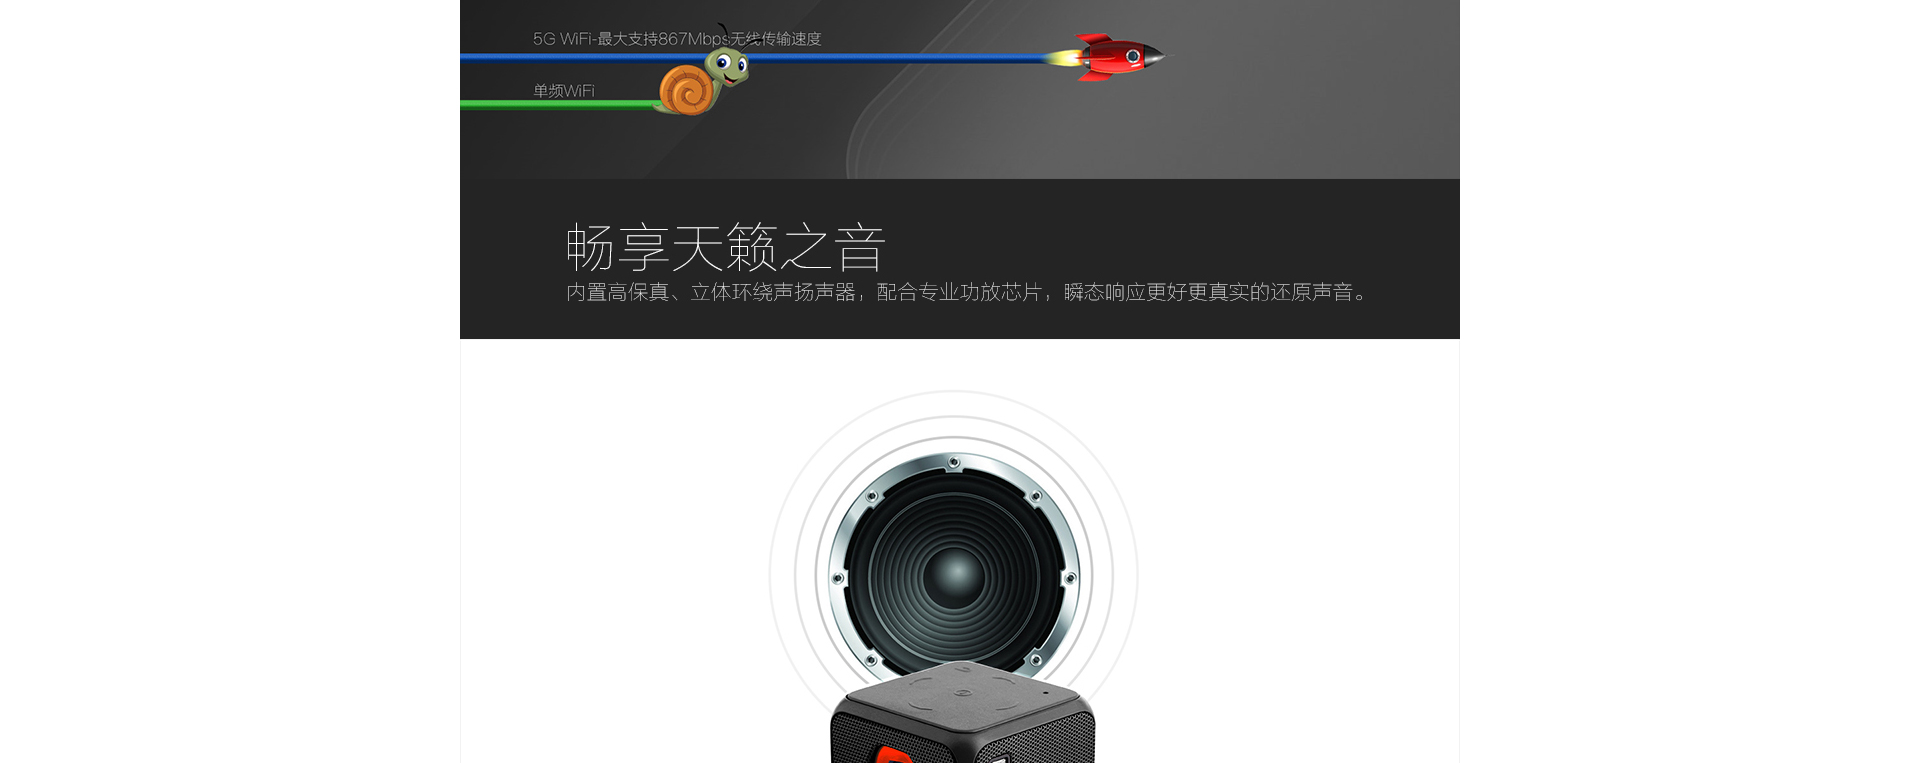 5G WiFi-最大支持867Mbps无线传输速度
单频WiFi
畅享天籁之音
内置高保真、立体环绕声扬声器，配合专业功放芯片，瞬态响应更好更真实的还原声音。